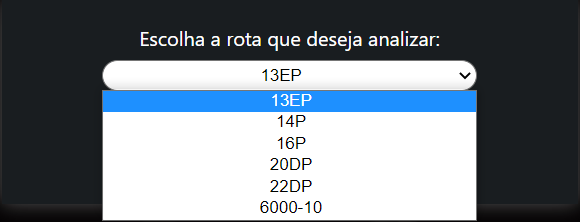 Escolha a rota que deseja analizar:
13EP
13EP
14P
16P
20DP
22DP
6000-10